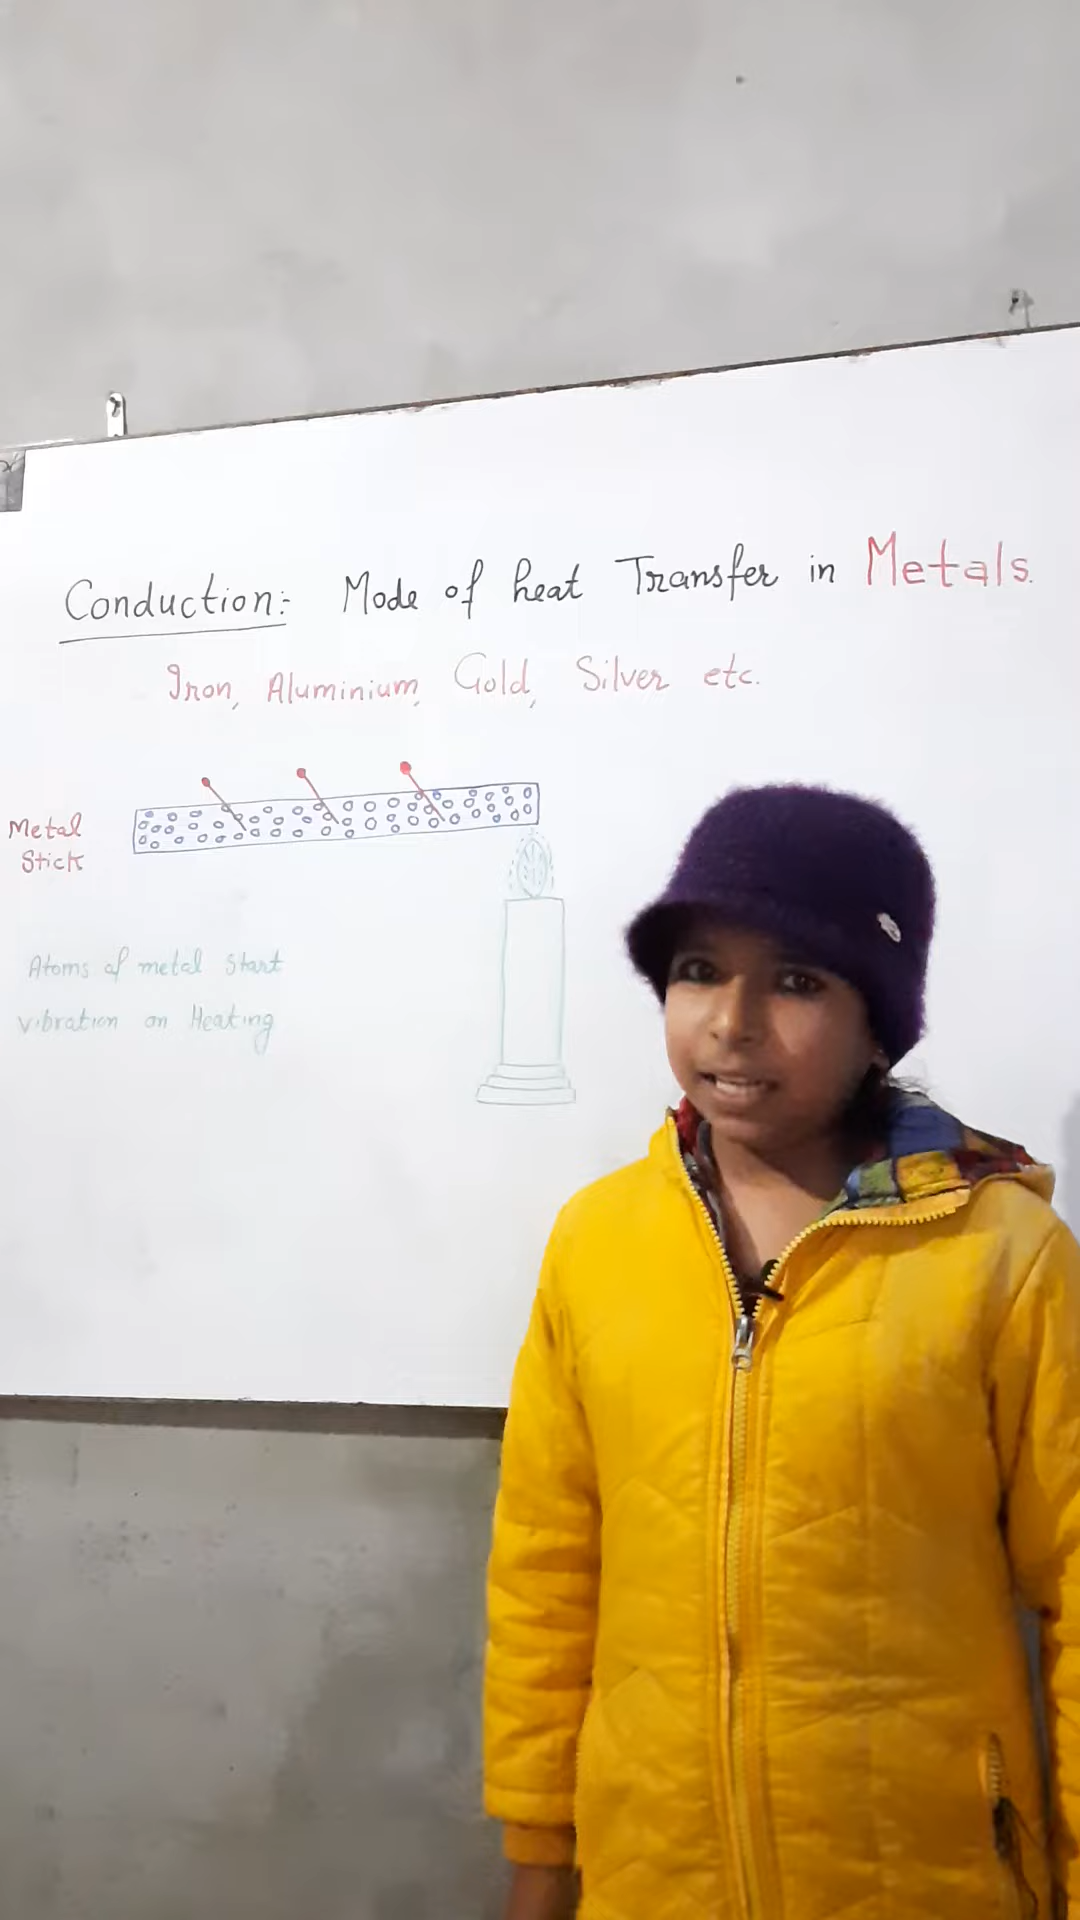 Conduction:- Mode of heat Transfer in Metals.
Iron, Aluminium, Gold, Silver etc.
Metal
Stick
Atoms of metal Start
vibration on Heating